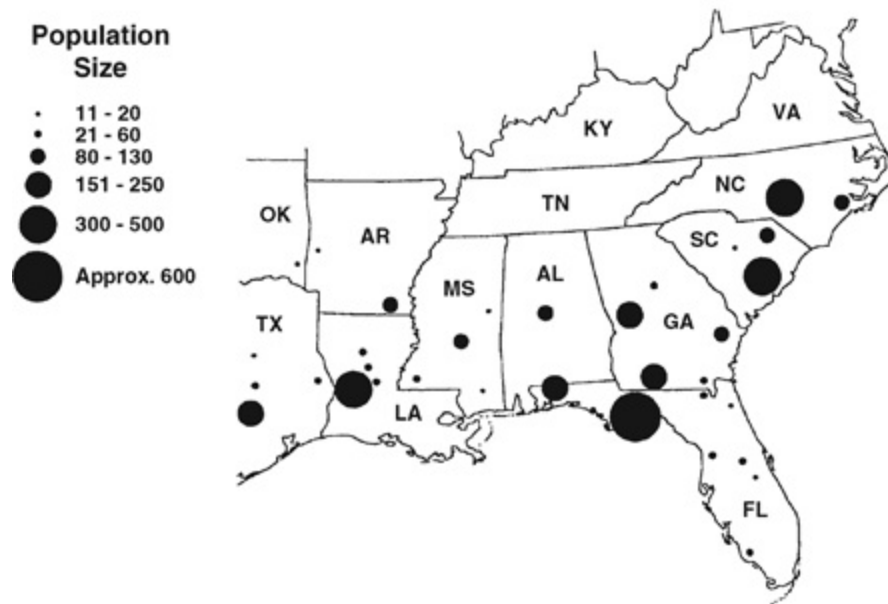 Population
Size
11 - 20
21 - 60
80 - 130
151 - 250
300 - 500
Approx. 600
KY
VA
OK
AR
TN
NC
SC
TX
MS
AL
GA
LA
FL